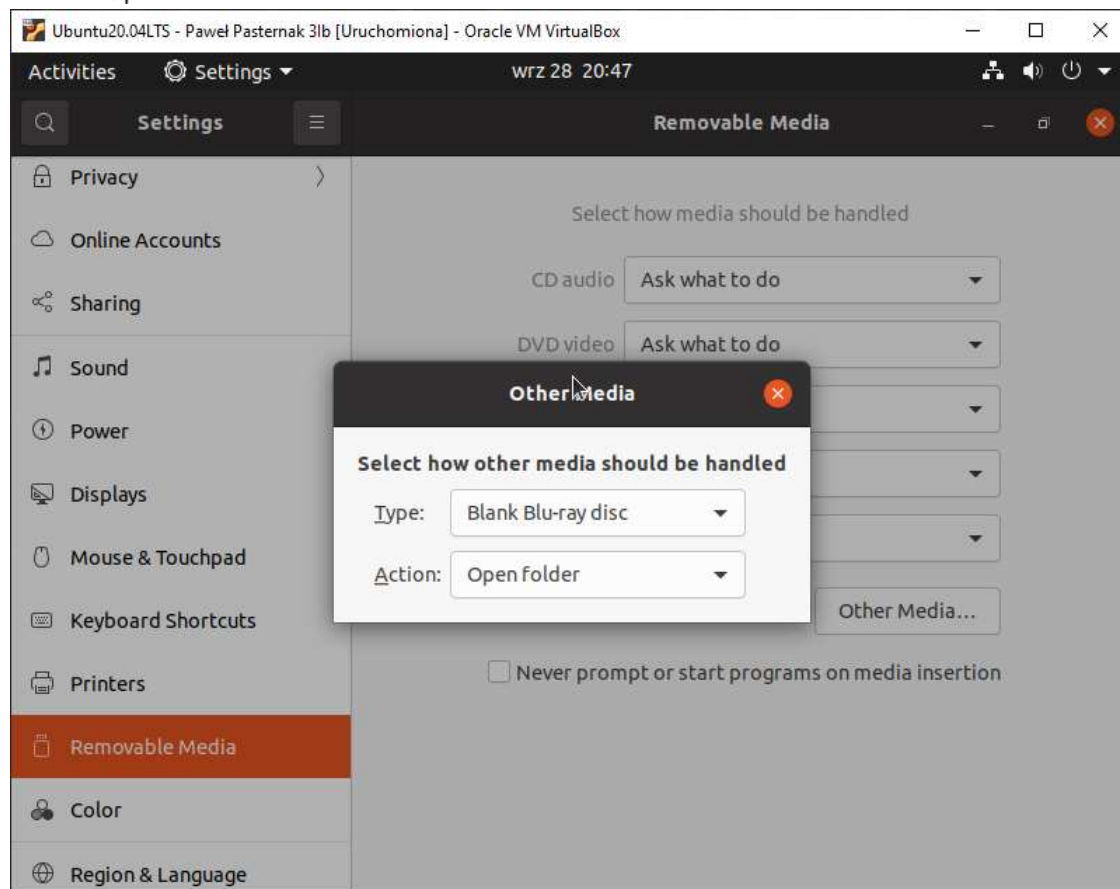 Ubuntu20.04LTS - Paweł Pasternak 3lb [Uruchomiona] - Oracle VM VirtualBox
Activities Settings wrz 28 20:47
Settings Removable Media
Privacy
Select how media should be handled
Online Accounts
CD audio Ask what to do
Sharing
DVD video Ask what to do
Sound
Other Media
Power
Select how other media should be handled
Displays
Type: Blank Blu-ray disc
Mouse & Touchpad
Action: Open folder
Keyboard Shortcuts
Other Media...
Never prompt or start programs on media insertion
Printers
Removable Media
Color
Region & Language